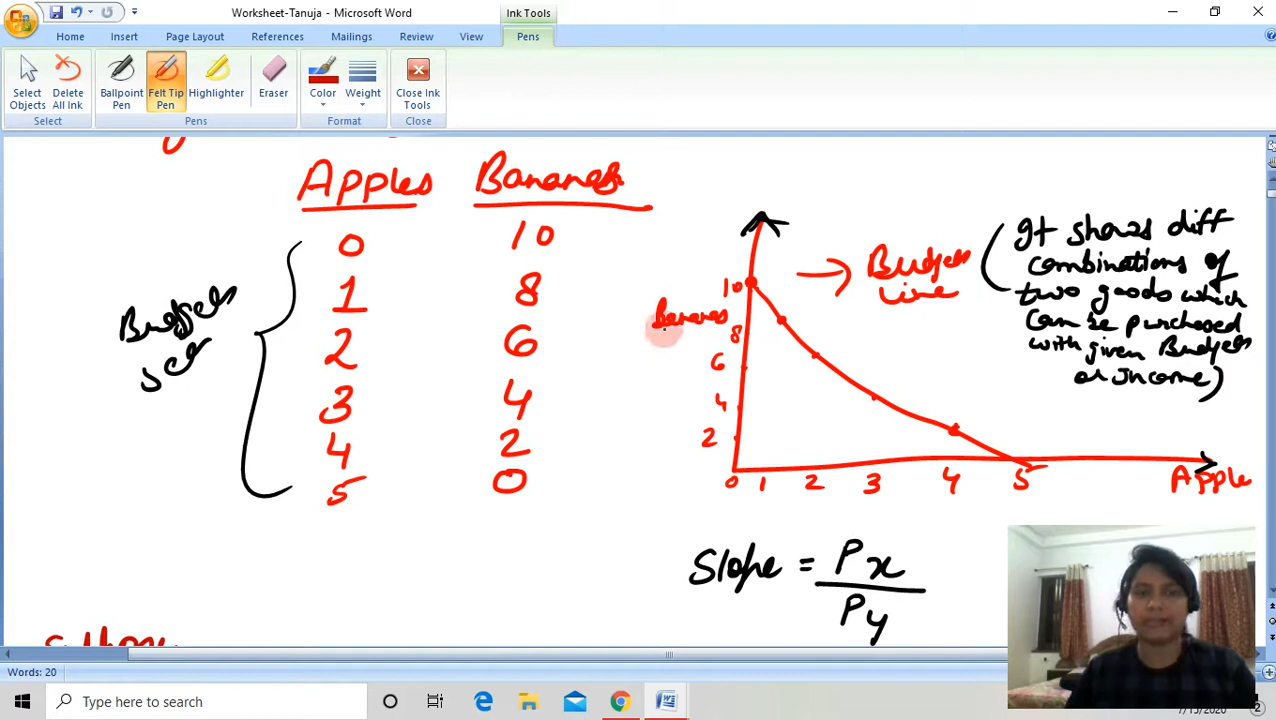 Worksheet-Tanuja - Microsoft Word
Ink Tools
Home Insert Page Layout References Mailings Review View Pens
Select Objects
Delete All Ink
Ballpoint Pen
Felt Tip Pen
Highlighter
Eraser
Color
Weight
Close Ink Tools
Select
Pens
Format
Close
Apples Bananas
0 10
1 8
2 6
3 4
4 2
5 0
Budget
set
10
Bananas
8
6
4
2
0 1 2 3 4 5
Apple
Budget
line
(It shows diff
combinations of
two goods which
can be purchased
with given Budget
or Income)
Slope = Px
Py
Words: 20
Type here to search
7/15/2020
2